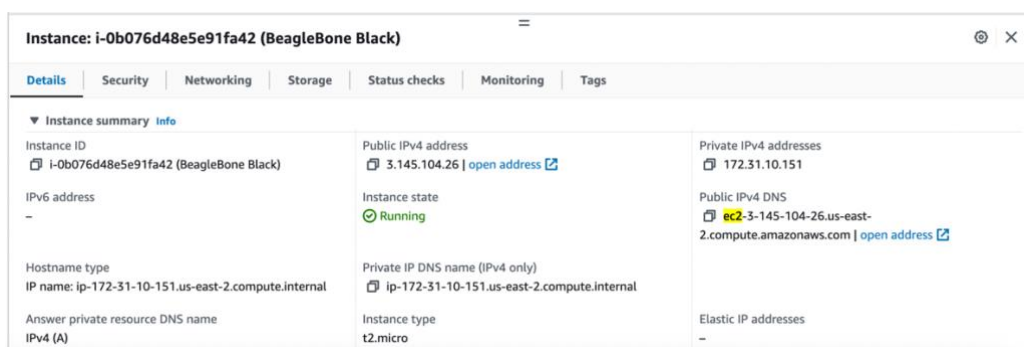 Instance: i-0b076d48e5e91fa42 (BeagleBone Black)
Details Security Networking Storage Status checks Monitoring Tags
Instance summary Info
Instance ID
i-0b076d48e5e91fa42 (BeagleBone Black)
Public IPv4 address
3.145.104.26 | open address
Private IPv4 addresses
172.31.10.151
IPv6 address
–
Instance state
Running
Public IPv4 DNS
ec2-3-145-104-26.us-east-
2.compute.amazonaws.com | open address
Hostname type
IP name: ip-172-31-10-151.us-east-2.compute.internal
Private IP DNS name (IPv4 only)
ip-172-31-10-151.us-east-2.compute.internal
Answer private resource DNS name
IPv4 (A)
Instance type
t2.micro
Elastic IP addresses
–